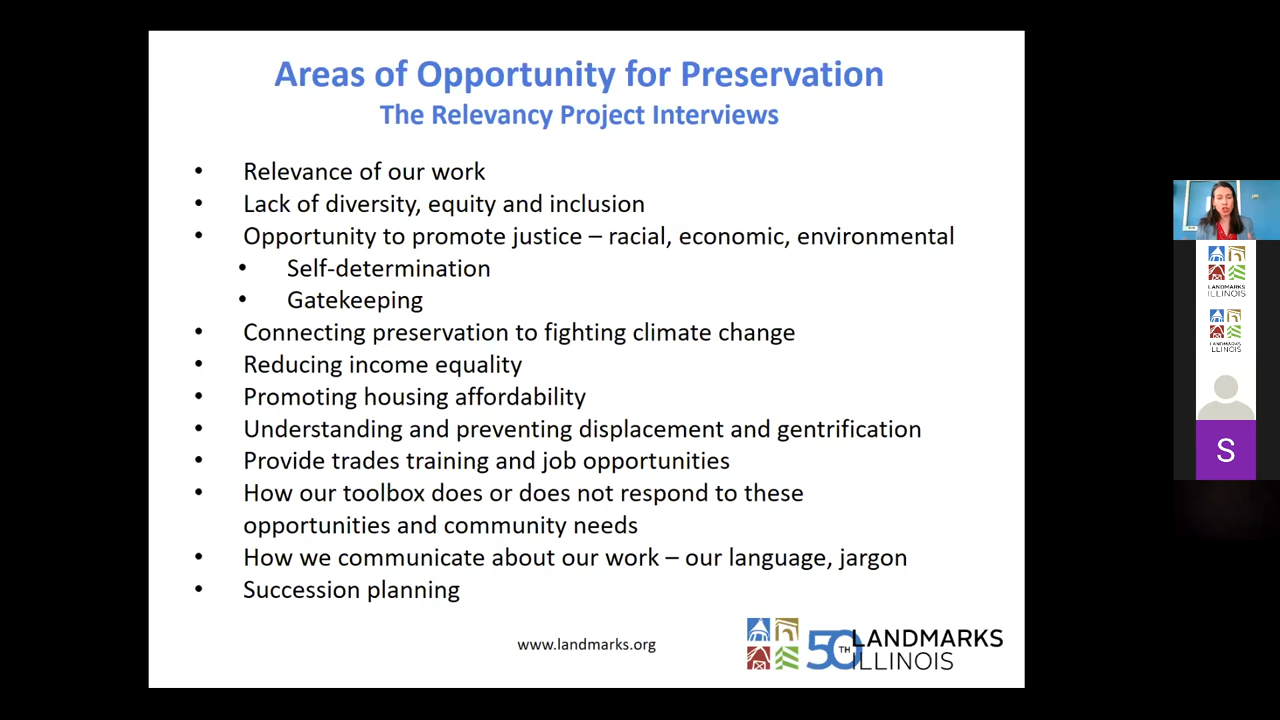 Areas of Opportunity for Preservation
The Relevancy Project Interviews
• Relevance of our work
• Lack of diversity, equity and inclusion
• Opportunity to promote justice – racial, economic, environmental
• Self-determination
• Gatekeeping
• Connecting preservation to fighting climate change
• Reducing income equality
• Promoting housing affordability
• Understanding and preventing displacement and gentrification
• Provide trades training and job opportunities
• How our toolbox does or does not respond to these
opportunities and community needs
• How we communicate about our work – our language, jargon
• Succession planning
www.landmarks.org
50TH LANDMARKS
ILLINOIS
LANDMARKS
ILLINOIS
LANDMARKS
ILLINOIS
S